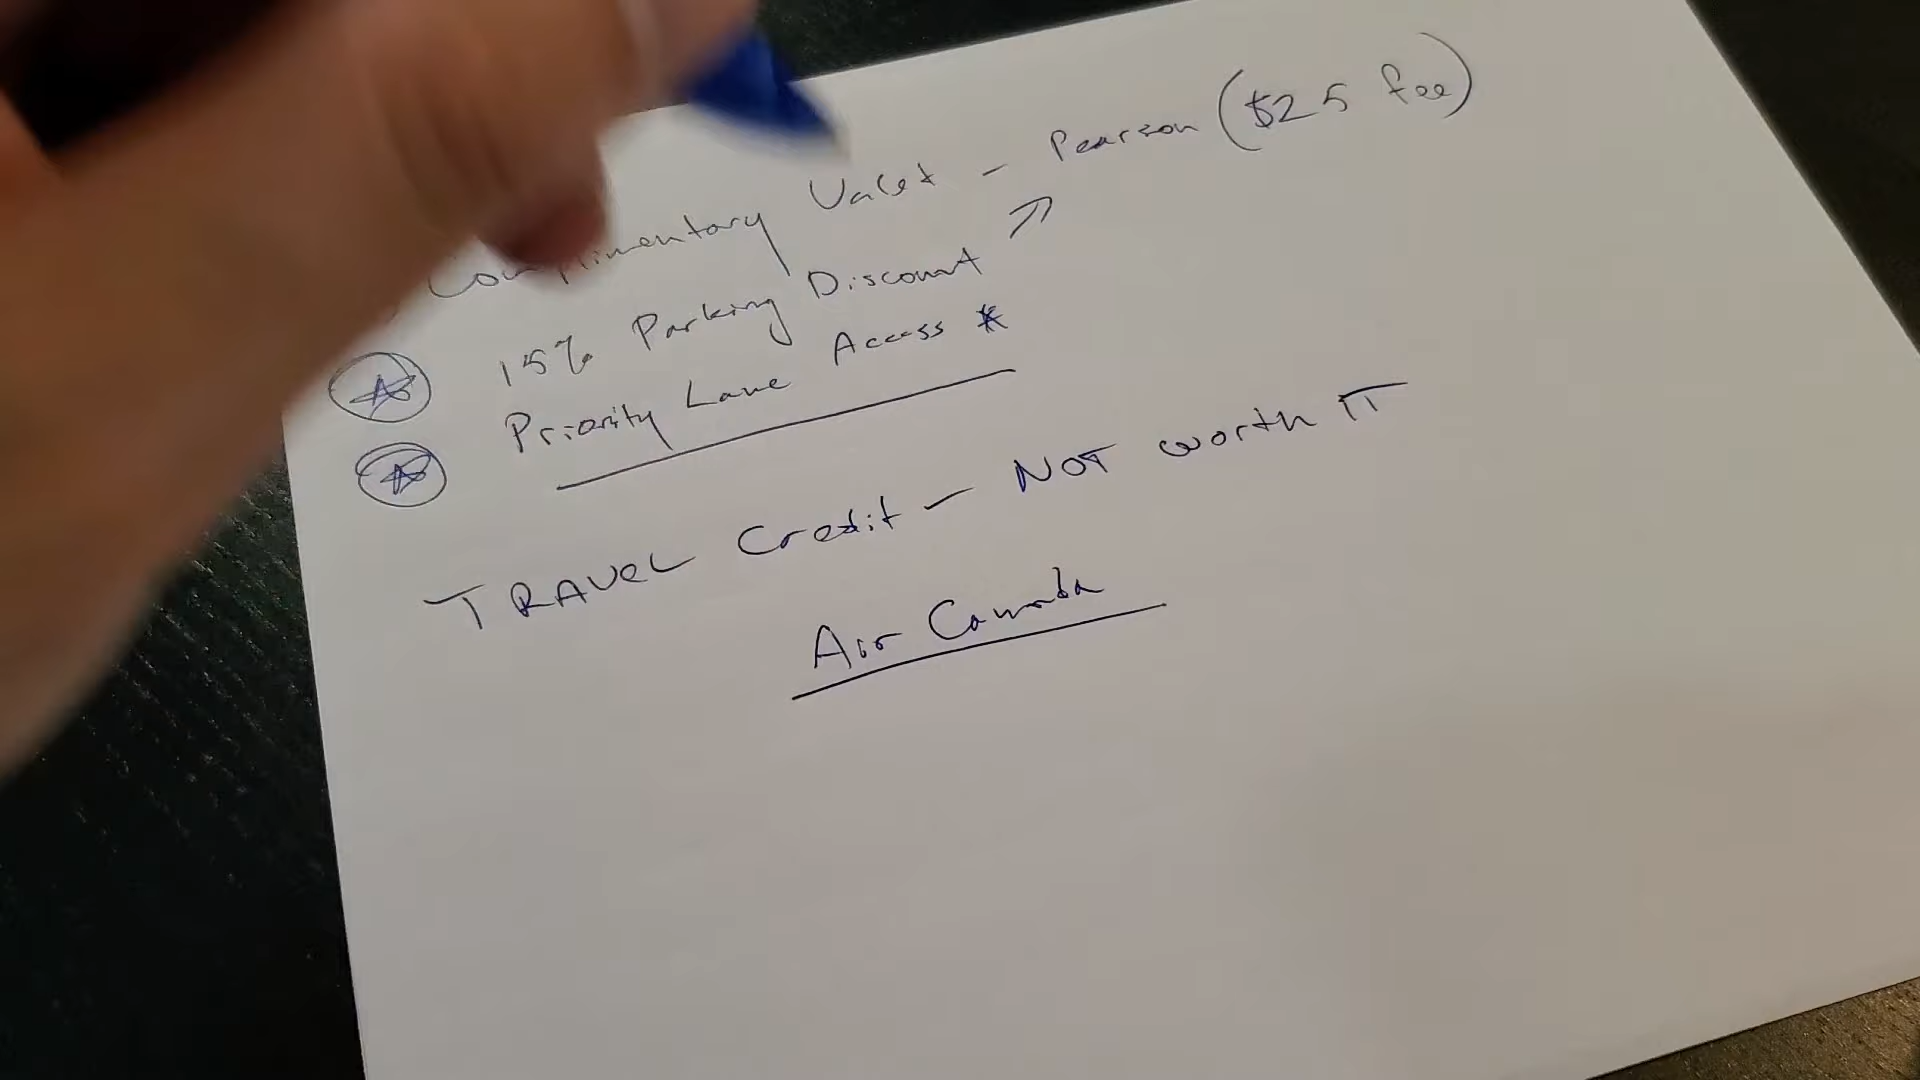 Complimentary Valet - Pearson ($25 fee)
15% Parking Discount ↗
Priority Lane Access *
TRAVEL Credit - NOT worth IT
Air Canada